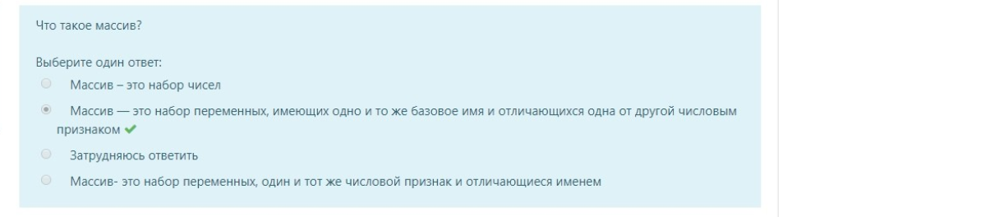 Что такое массив?
Выберите один ответ:
Массив – это набор чисел
Массив — это набор переменных, имеющих одно и то же базовое имя и отличающихся одна от другой числовым
признаком
Затрудняюсь ответить
Массив- это набор переменных, один и тот же числовой признак и отличающиеся именем